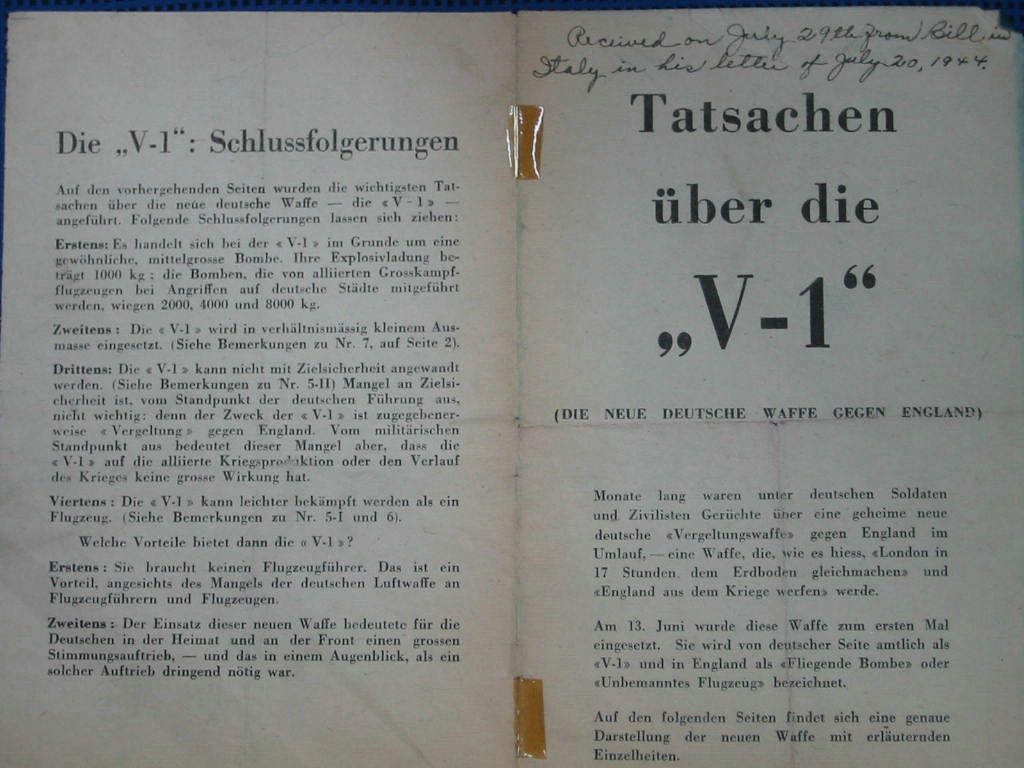 Die „V-1“: Schlussfolgerungen
Auf den vorhergehenden Seiten wurden die wichtigsten Tat-
sachen über die neue deutsche Waffe — die «V-1» —
angeführt. Folgende Schlussfolgerungen lassen sich ziehen:
Erstens: Es handelt sich bei der «V-1» im Grunde um eine
gewöhnliche, mittelgrosse Bombe. Ihre Explosivladung be-
trägt 1000 kg; die Bomben, die von alliierten Grosskampf-
flugzeugen bei Angriffen auf deutsche Städte mitgeführt
werden, wiegen 2000, 4000 und 8000 kg.
Zweitens: Die «V-1» wird in verhältnismässig kleinem Aus-
masse eingesetzt. (Siehe Bemerkungen zu Nr. 7, auf Seite 2).
Drittens: Die «V-1» kann nicht mit Zielsicherheit angewandt
werden. (Siehe Bemerkungen zu Nr. 5-II) Mangel an Zielsi-
cherheit ist, vom Standpunkt der deutschen Führung aus,
nicht wichtig: denn der Zweck der «V-1» ist zugegebener-
weise «Vergeltung» gegen England. Vom militärischen
Standpunkt aus bedeutet dieser Mangel aber, dass die
«V-1» auf die alliierte Kriegsproduktion oder den Verlauf
des Krieges keine grosse Wirkung hat.
Viertens: Die «V-1» kann leichter bekämpft werden als ein
Flugzeug. (Siehe Bemerkungen zu Nr. 5-I und 6).
Welche Vorteile bietet dann die «V-1»?
Erstens: Sie braucht keinen Flugzeugführer. Das ist ein
Vorteil, angesichts des Mangels der deutschen Luftwaffe an
Flugzeugführern und Flugzeugen.
Zweitens: Der Einsatz dieser neuen Waffe bedeutete für die
Deutschen in der Heimat und an der Front einen grossen
Stimmungsauftrieb, — und das in einem Augenblick, als ein
solcher Auftrieb dringend nötig war.
Received on July 29th from Bill in
Italy in his letter of July 20, 1944.
Tatsachen
über die
„V-1“
(DIE NEUE DEUTSCHE WAFFE GEGEN ENGLAND)
Monate lang waren unter deutschen Soldaten
und Zivilisten Gerüchte über eine geheime neue
deutsche «Vergeltungswaffe» gegen England im
Umlauf, — eine Waffe, die, wie es hiess, «London in
17 Stunden dem Erdboden gleichmachen» und
«England aus dem Kriege werfen» werde.
Am 13. Juni wurde diese Waffe zum ersten Mal
eingesetzt. Sie wird von deutscher Seite amtlich als
«V-1» und in England als «Fliegende Bombe» oder
«Unbemanntes Flugzeug» bezeichnet.
Auf den folgenden Seiten findet sich eine genaue
Darstellung der neuen Waffe mit erläuternden
Einzelheiten.